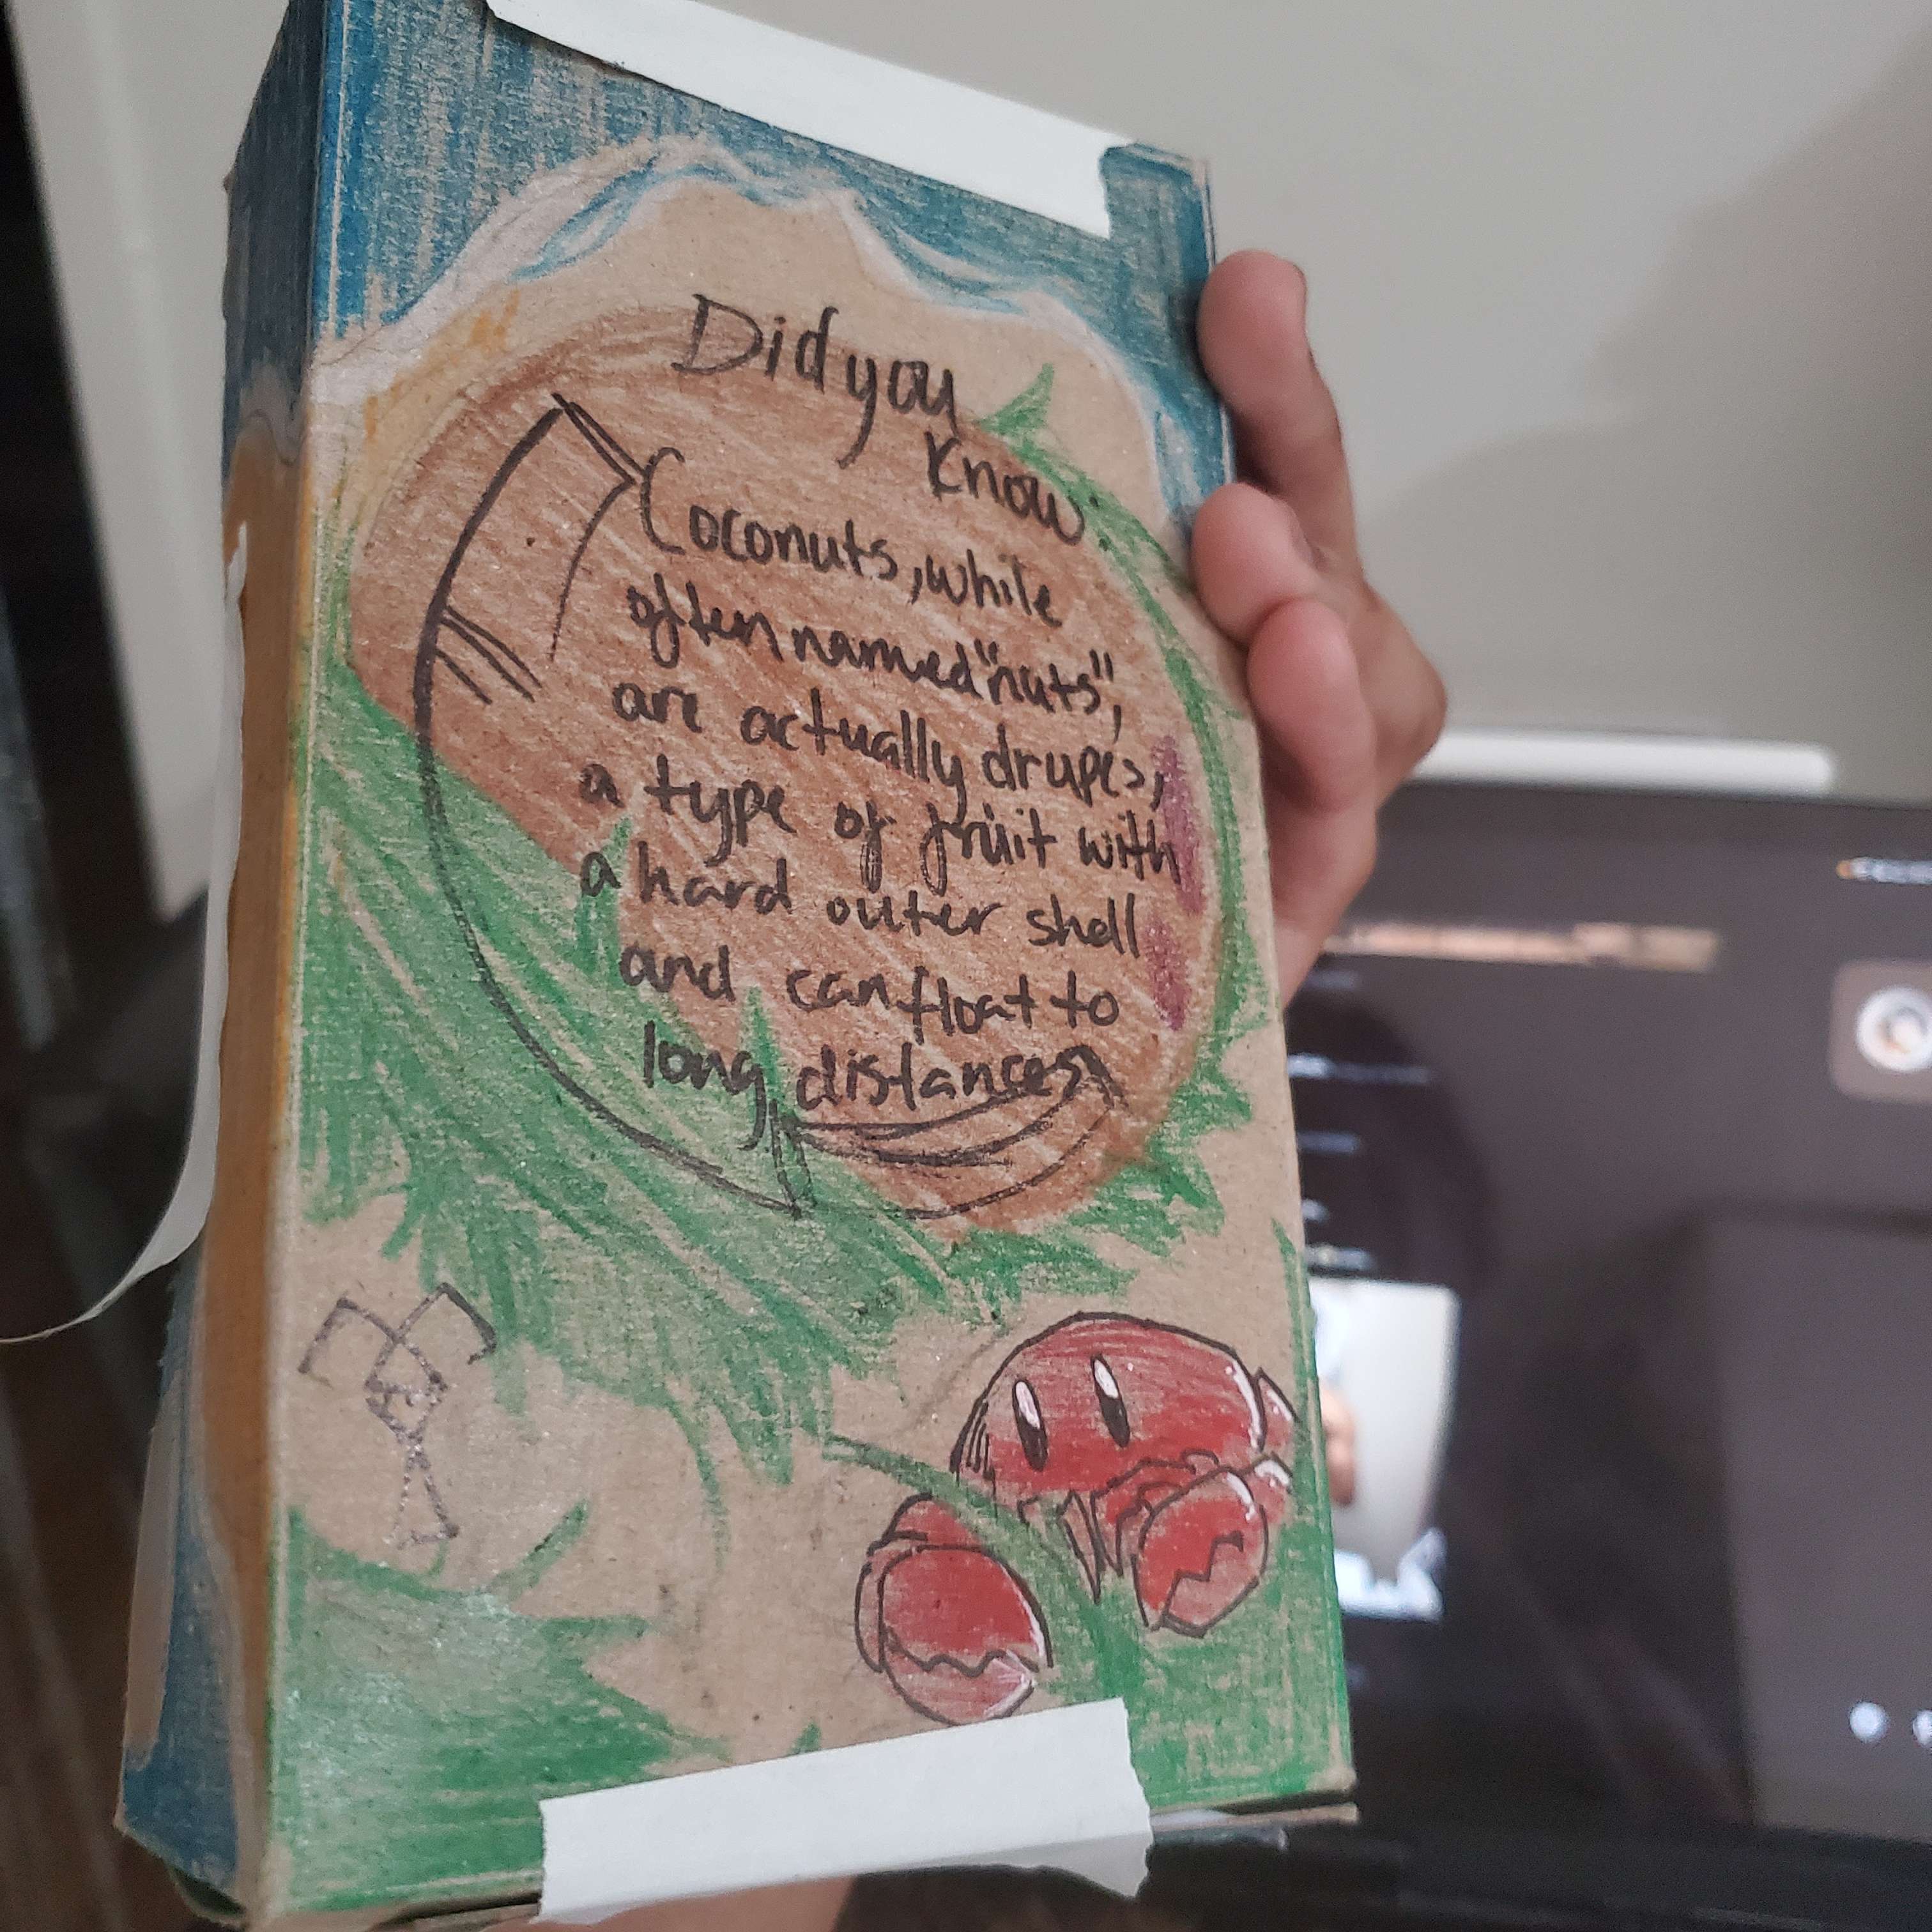 Did you
Know:
Coconuts, while
often named "nuts",
are actually drupes,
a type of fruit with
a hard outer shell
and can float to
long distances